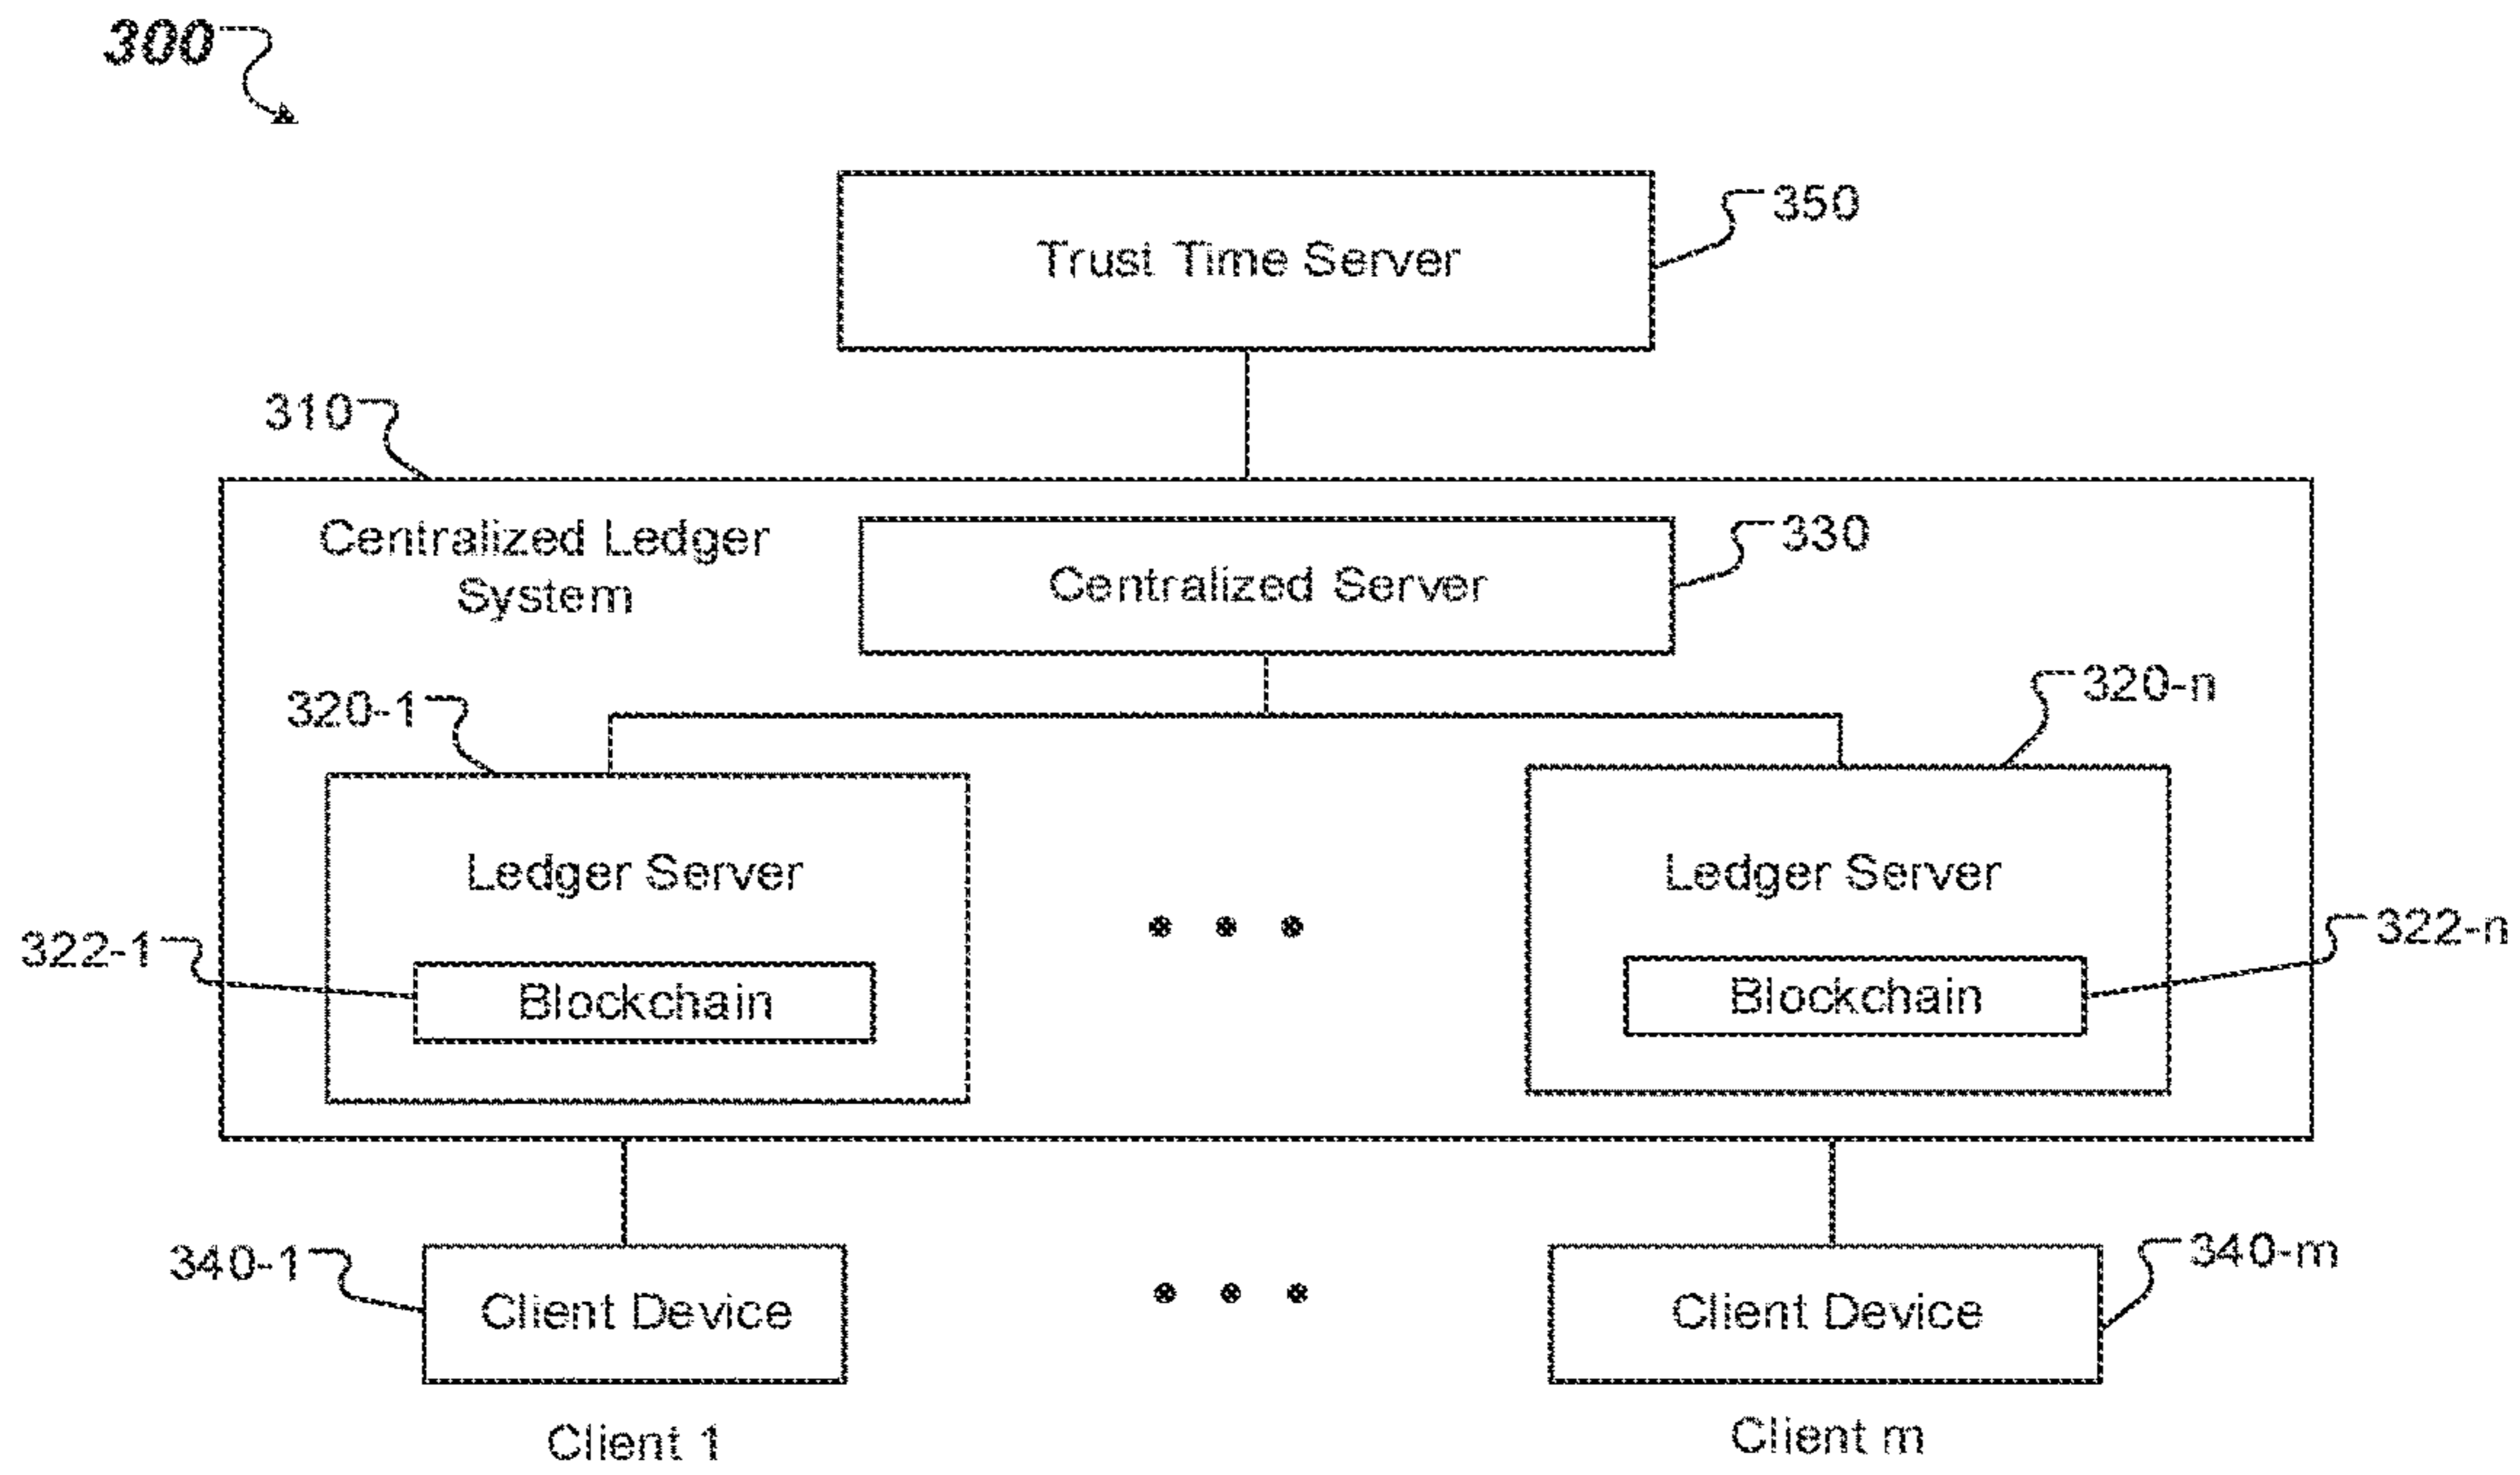 300
350
Trust Time Server
310
Centralized Ledger
System
330
Centralized Server
320-1
320-n
Ledger Server
Ledger Server
322-1
322-n
Blockchain
Blockchain
340-1
340-m
Client Device
Client Device
Client 1
Client m